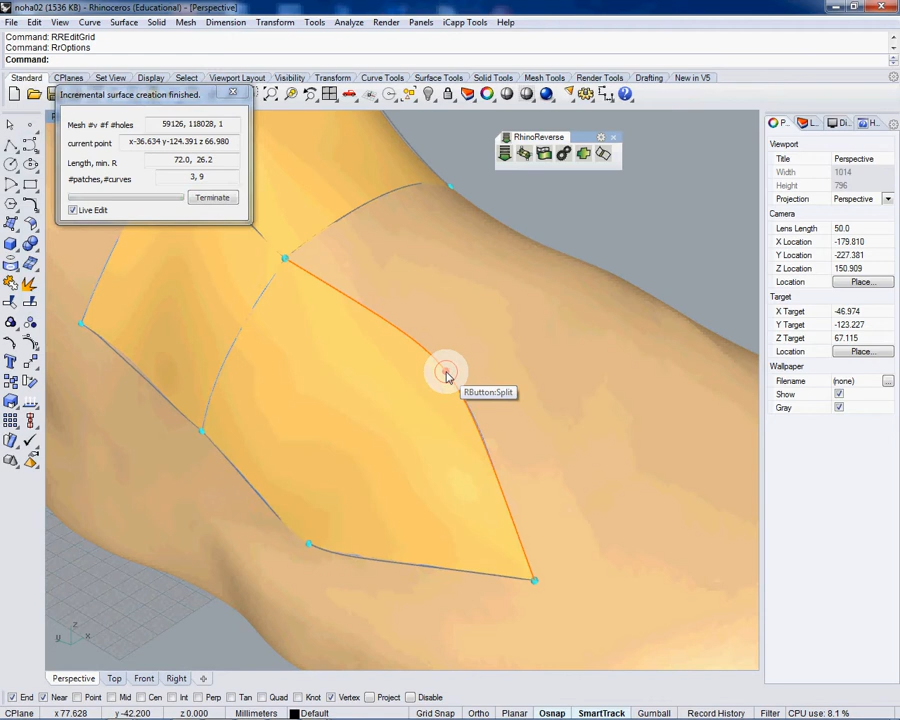 noha02 (1536 KB) - Rhinoceros (Corporate) - [Perspective]
File Edit View Curve Surface Solid Mesh Dimension Transform Tools Analyze Render Panels iCapp Tools Help
Command: RREditGrid
Command: RrOptions
Command:
Standard CPlanes Set View Display Select Viewport Layout Visibility Transform Curve Tools Surface Tools Solid Tools Mesh Tools Render Tools Drafting New in V5
Incremental surface creation finished.
Mesh #v #f #holes 59126, 118028, 1
current point x-36.634 y-124.391 z 66.980
Length, min. R 72.0, 26.2
#patches,#curves 3, 9
Terminate
Live Edit
RhinoReverse
RButton:Split
P... L... Di... H...
Viewport
Title Perspective
Width 1014
Height 796
Projection Perspective
Camera
Lens Length 50.0
X Location -179.810
Y Location -227.381
Z Location 150.909
Location Place...
Target
X Target -46.974
Y Target -123.227
Z Target 67.115
Location Place...
Wallpaper
Filename (none) ...
Show
Gray
z
u x
Perspective Top Front Right
End Near Point Mid Cen Int Perp Tan Quad Knot Vertex Project Disable
CPlane x 77.628 y -42.200 z 0.000 Millimeters Default Grid Snap Ortho Planar Osnap SmartTrack Gumball Record History Filter CPU use: 8.1 %